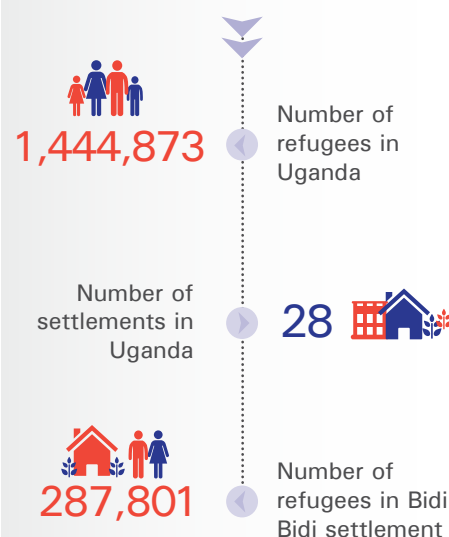 1,444,873
Number of
refugees in
Uganda
Number of
settlements in
Uganda
28
287,801
Number of
refugees in Bidi
Bidi settlement